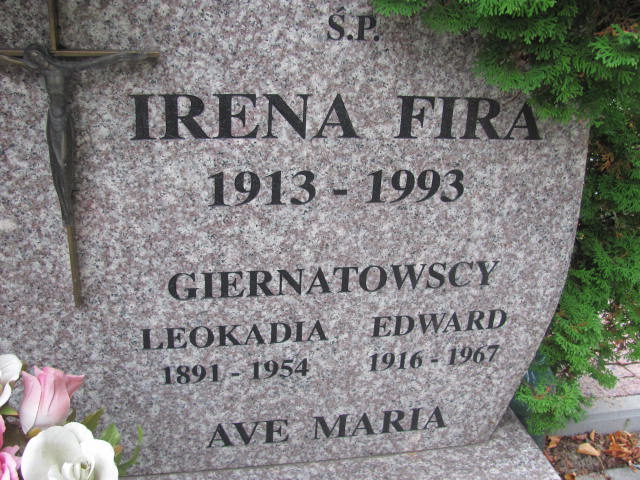 Ś.P.
IRENA FIRA
1913 - 1993
GIERNATOWSCY
LEOKADIA EDWARD
1891 - 1954 1916 - 1967
AVE MARIA